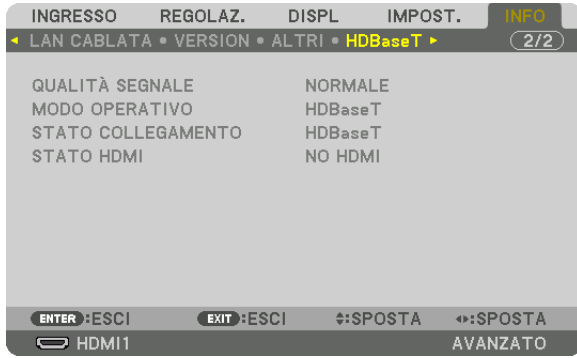 INGRESSO REGOLAZ. DISPL IMPOST. INFO
◂ LAN CABLATA • VERSION • ALTRI • HDBaseT ▸ 2/2
QUALITÀ SEGNALE NORMALE
MODO OPERATIVO HDBaseT
STATO COLLEGAMENTO HDBaseT
STATO HDMI NO HDMI
ENTER :ESCI EXIT :ESCI ♦:SPOSTA ◂▸:SPOSTA
HDMI1 AVANZATO